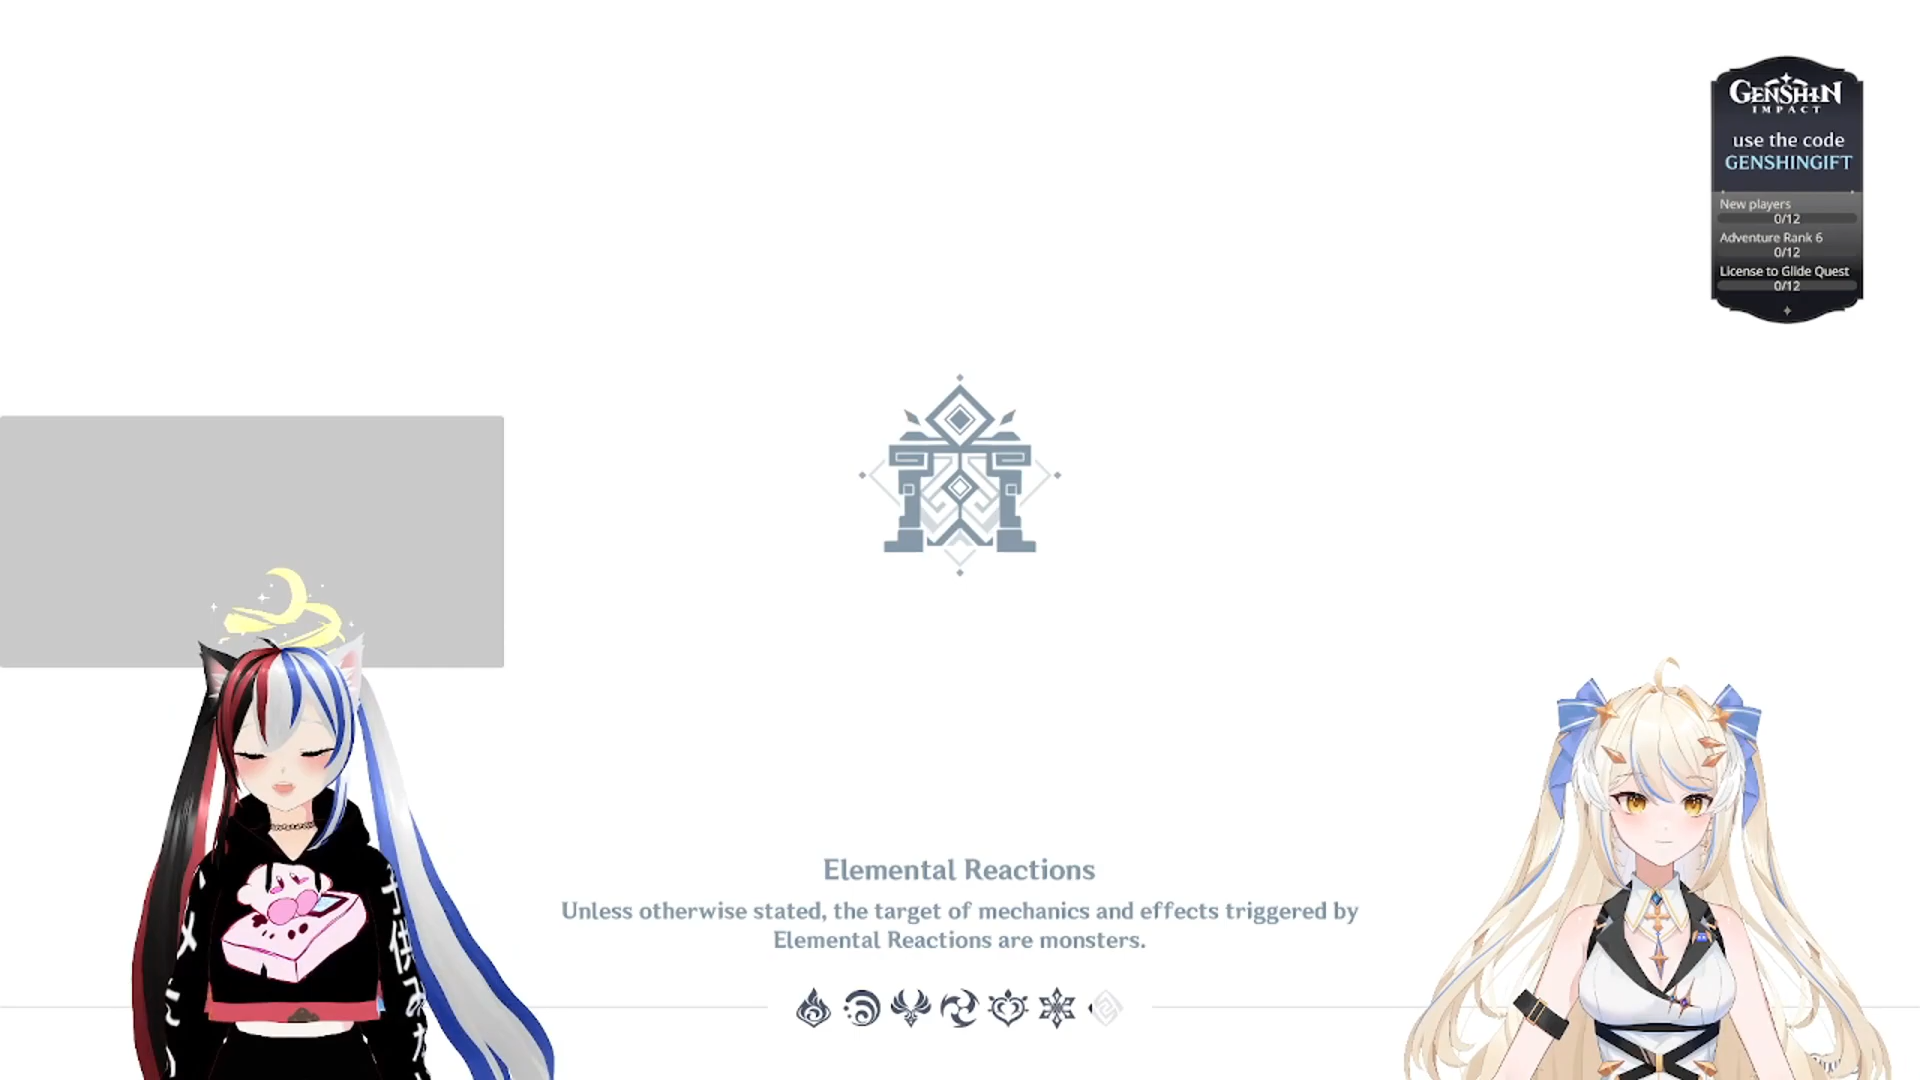 GENSHIN
IMPACT
use the code
GENSHINGIFT
New players
0/12
Adventure Rank 6
0/12
License to Glide Quest
0/12
Elemental Reactions
Unless otherwise stated, the target of mechanics and effects triggered by
Elemental Reactions are monsters.